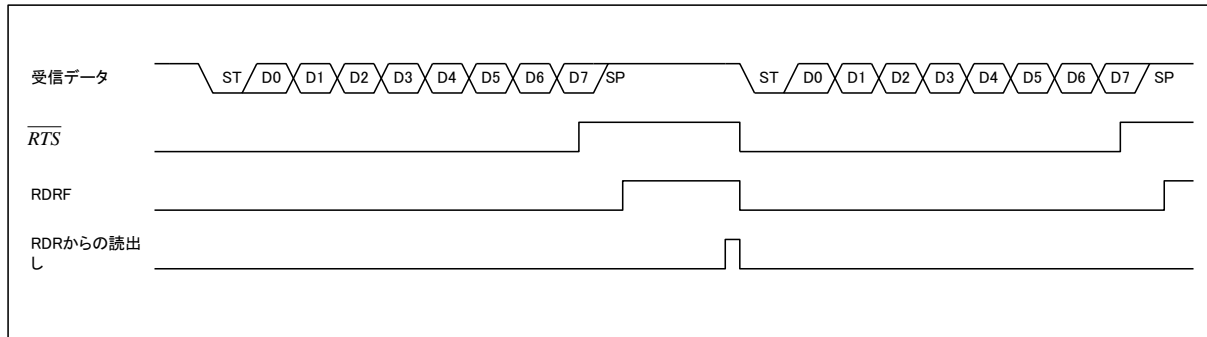 受信データ ST D0 D1 D2 D3 D4 D5 D6 D7 SP ST D0 D1 D2 D3 D4 D5 D6 D7 SP
RTS
RDRF
RDRからの読出
し